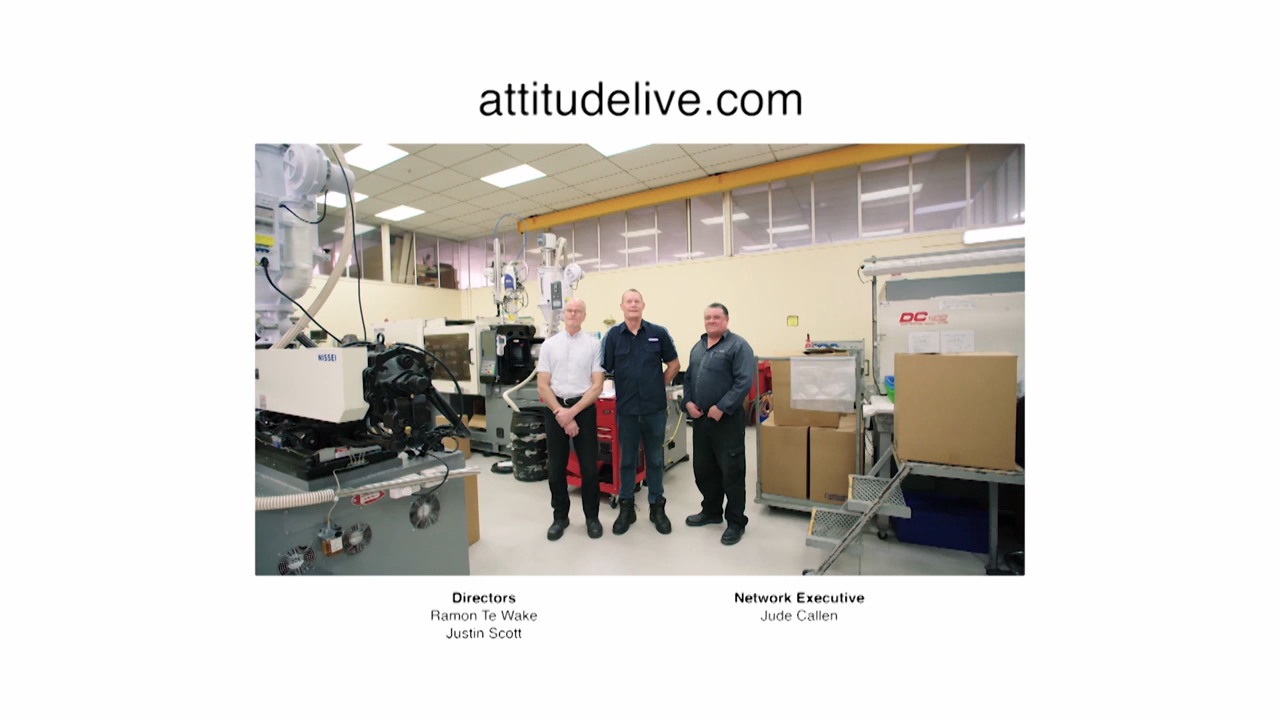 attitudelive.com
NISSEI
DC
Directors
Ramon Te Wake
Justin Scott
Network Executive
Jude Callen